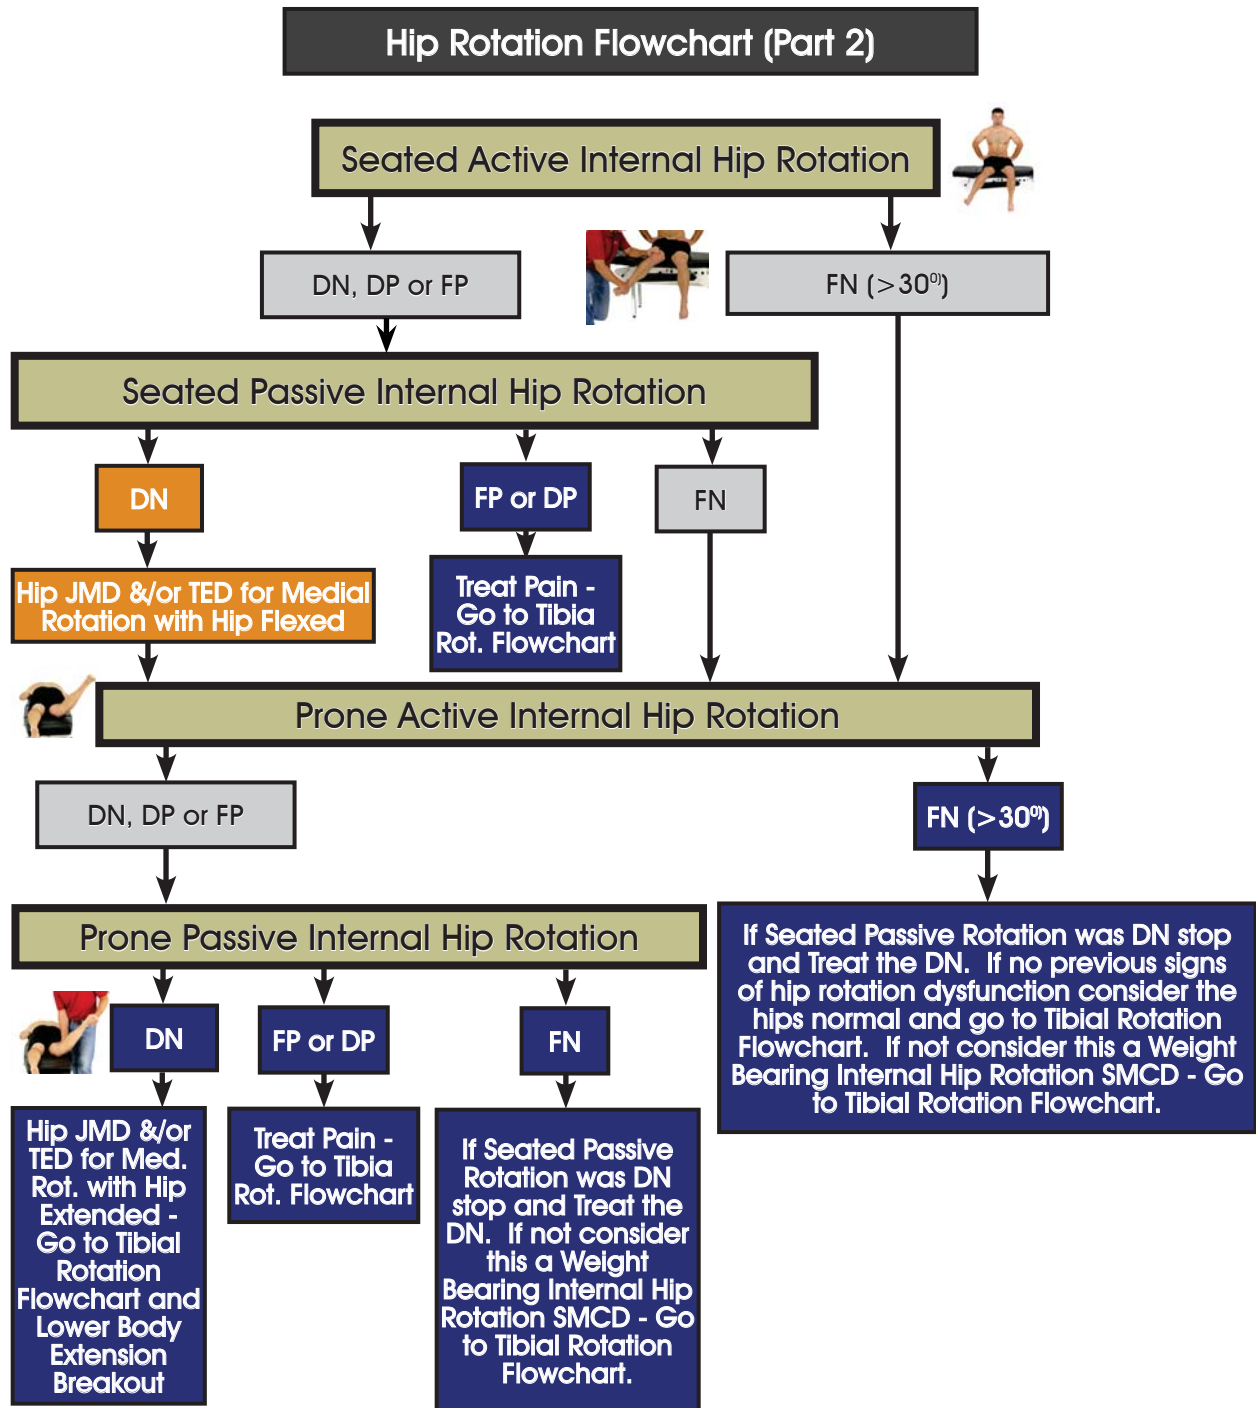 Hip Rotation Flowchart (Part 2)
Seated Active Internal Hip Rotation
DN, DP or FP
FN (>30⁰⁾)
Seated Passive Internal Hip Rotation
DN
FP or DP
FN
Hip JMD &/or TED for Medial
Rotation with Hip Flexed
Treat Pain -
Go to Tibia
Rot. Flowchart
Prone Active Internal Hip Rotation
DN, DP or FP
FN (>30⁰⁾)
Prone Passive Internal Hip Rotation
If Seated Passive Rotation was DN stop
and Treat the DN.  If no previous signs
of hip rotation dysfunction consider the
hips normal and go to Tibial Rotation
Flowchart.  If not consider this a Weight
Bearing Internal Hip Rotation SMCD - Go
to Tibial Rotation Flowchart.
DN
FP or DP
FN
Hip JMD &/or
TED for Med.
Rot. with Hip
Extended -
Go to Tibial
Rotation
Flowchart and
Lower Body
Extension
Breakout
Treat Pain -
Go to Tibia
Rot. Flowchart
If Seated Passive
Rotation was DN
stop and Treat the
DN.  If not consider
this a Weight
Bearing Internal Hip
Rotation SMCD - Go
to Tibial Rotation
Flowchart.